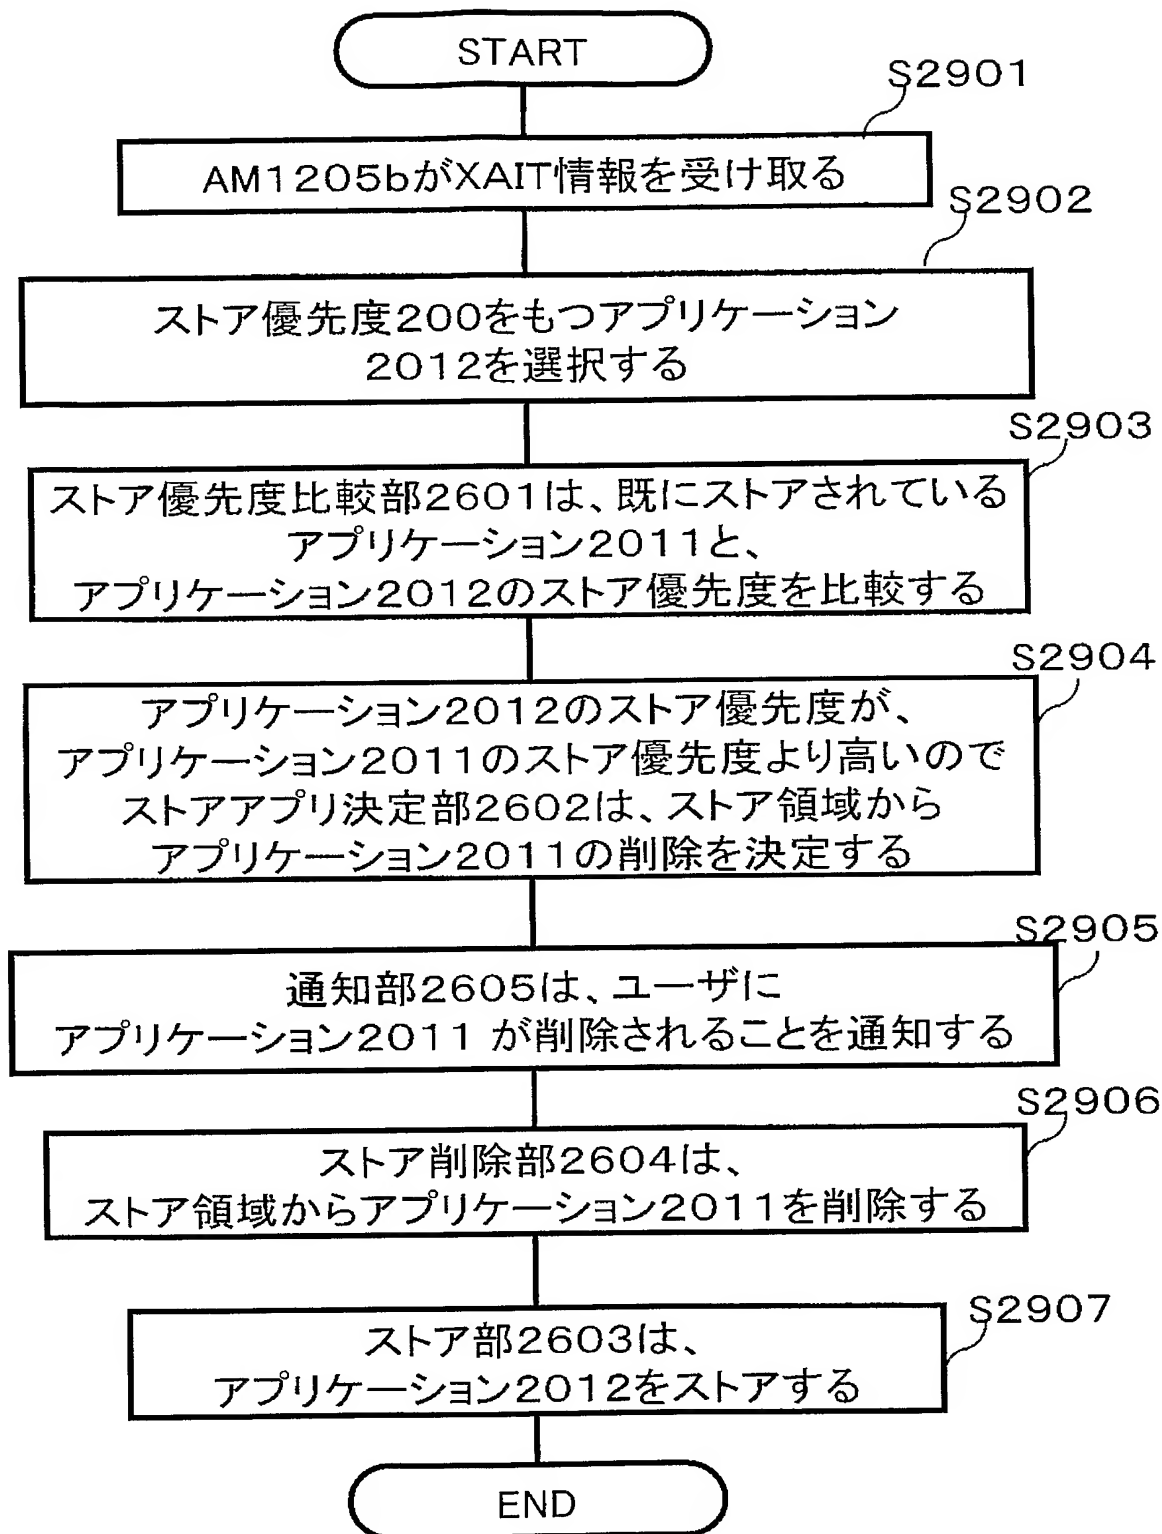 START
S2901
AM1205bがXAIT情報を受け取る
S2902
ストア優先度200をもつアプリケーション
2012を選択する
S2903
ストア優先度比較部2601は、既にストアされている
アプリケーション2011と、
アプリケーション2012のストア優先度を比較する
S2904
アプリケーション2012のストア優先度が、
アプリケーション2011のストア優先度より高いので
ストアアプリ決定部2602は、ストア領域から
アプリケーション2011の削除を決定する
S2905
通知部2605は、ユーザに
アプリケーション2011 が削除されることを通知する
S2906
ストア削除部2604は、
ストア領域からアプリケーション2011を削除する
S2907
ストア部2603は、
アプリケーション2012をストアする
END